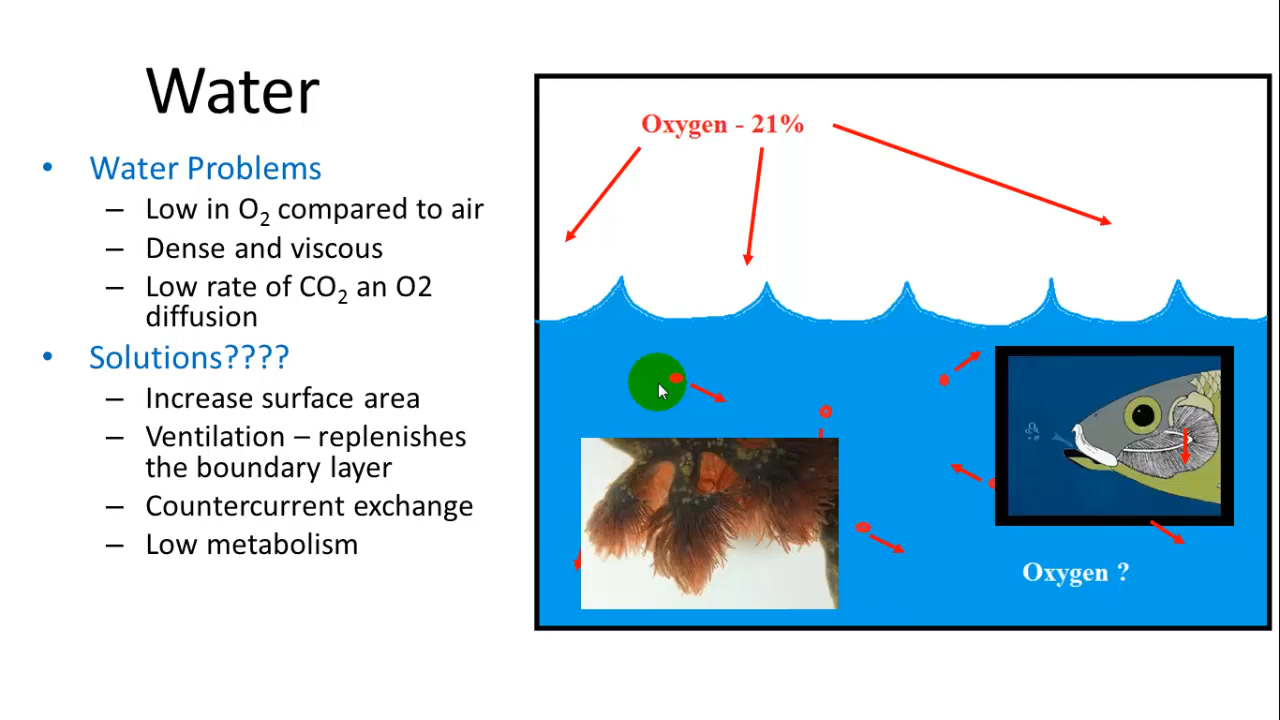 Water
• Water Problems
– Low in O₂ compared to air
– Dense and viscous
– Low rate of CO₂ an O2
diffusion
• Solutions????
– Increase surface area
– Ventilation – replenishes
the boundary layer
– Countercurrent exchange
– Low metabolism
Oxygen - 21%
Oxygen ?